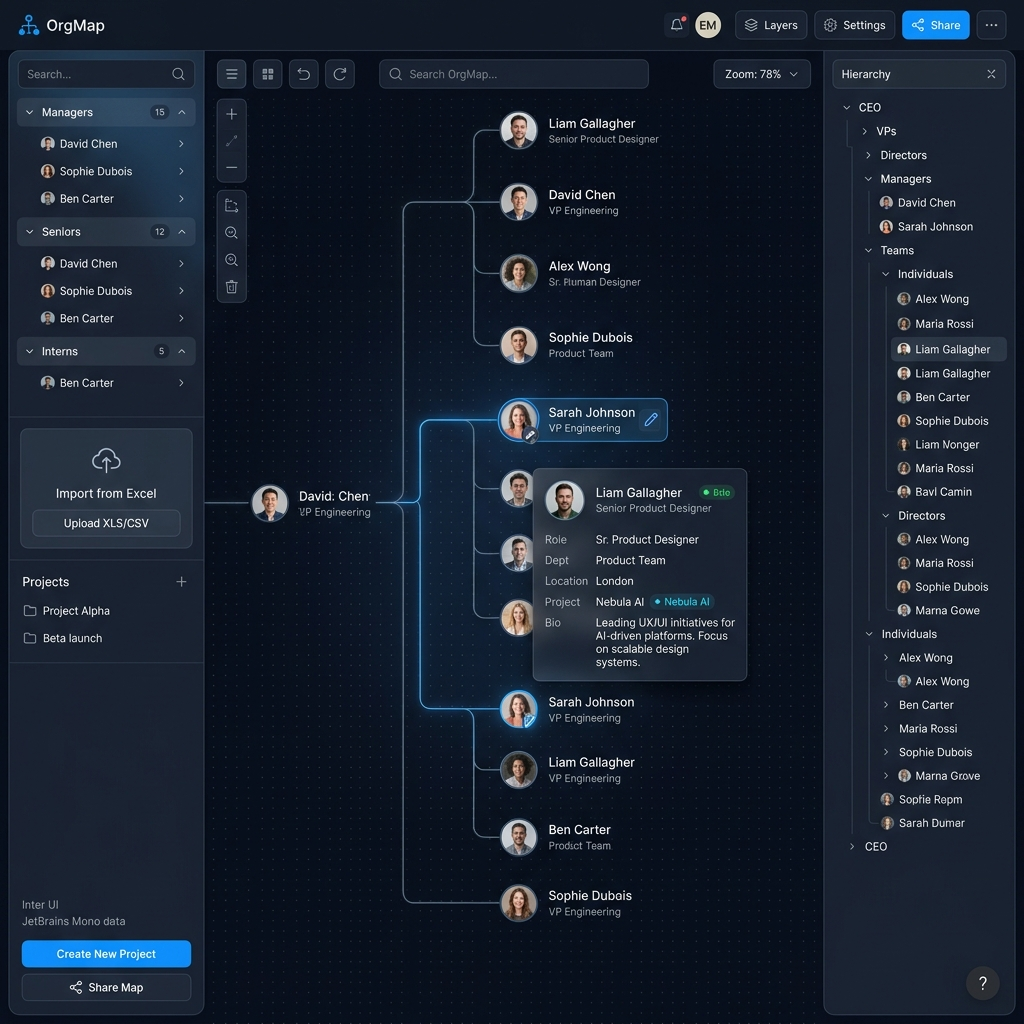 OrgMap
EM
Layers
Settings
Share
Search...
Managers 15
David Chen
Sophie Dubois
Ben Carter
Seniors 12
David Chen
Sophie Dubois
Ben Carter
Interns 5
Ben Carter
Import from Excel
Upload XLS/CSV
Projects
Project Alpha
Beta launch
Inter UI
JetBrains Mono data
Create New Project
Share Map
Search OrgMap...
Zoom: 78%
Liam Gallagher
Senior Product Designer
David Chen
VP Engineering
Alex Wong
Sr. Human Designer
Sophie Dubois
Product Team
Sarah Johnson
VP Engineering
David: Chen
VP Engineering
Liam Gallagher
Senior Product Designer
Role Sr. Product Designer
Dept Product Team
Location London
Project Nebula AI Nebula AI
Bio Leading UX/UI initiatives for
AI-driven platforms. Focus
on scalable design
systems.
Sarah Johnson
VP Engineering
Liam Gallagher
VP Engineering
Ben Carter
Product Team
Sophie Dubais
VP Engineering
Hierarchy
CEO
VPs
Directors
Managers
David Chen
Sarah Johnson
Teams
Individuals
Alex Wong
Maria Rossi
Liam Gallagher
Liam Gallagher
Ben Carter
Sophie Dubois
Liam Nonger
Maria Rossi
Bavl Camin
Directors
Alex Wong
Maria Rossi
Sophie Dubois
Marna Gowe
Individuals
Alex Wong
Alex Wong
Ben Carter
Maria Rossi
Sophie Dubois
Marna Grove
Sopfie Repm
Sarah Dumar
CEO
?